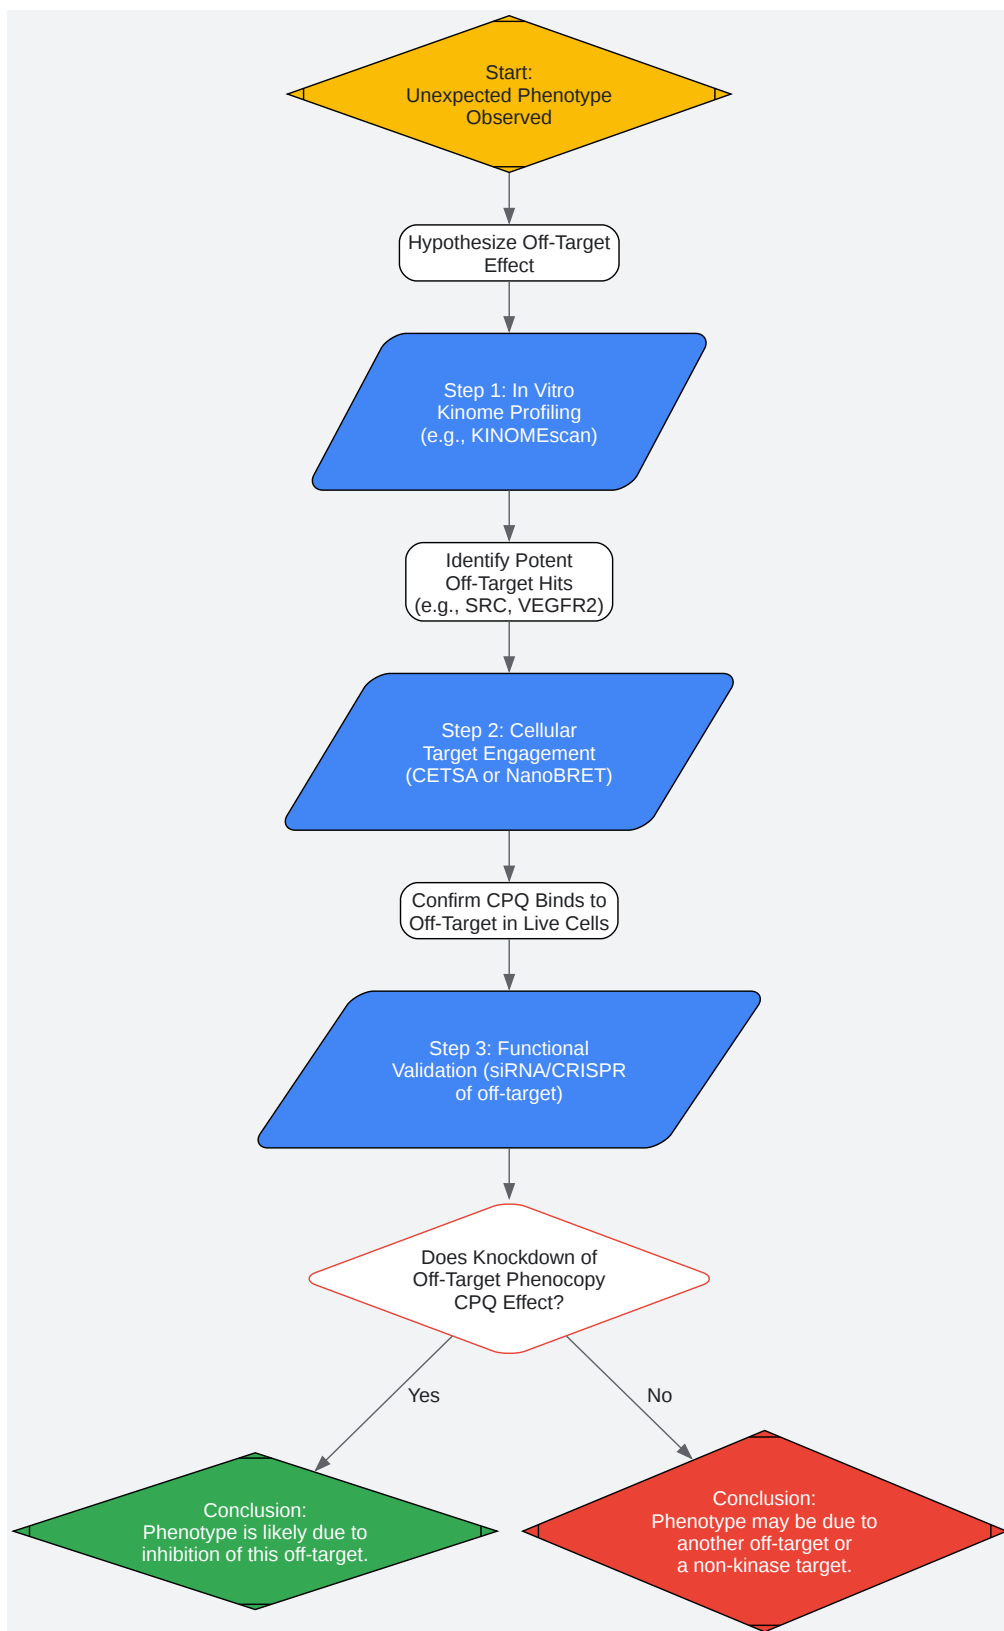 Start:
Unexpected Phenotype
Observed
Hypothesize Off-Target
Effect
Step 1: In Vitro
Kinome Profiling
(e.g., KINOMEscan)
Identify Potent
Off-Target Hits
(e.g., SRC, VEGFR2)
Step 2: Cellular
Target Engagement
(CETSA or NanoBRET)
Confirm CPQ Binds to
Off-Target in Live Cells
Step 3: Functional
Validation (siRNA/CRISPR
of off-target)
Does Knockdown of
Off-Target Phenocopy
CPQ Effect?
Yes
No
Conclusion:
Phenotype is likely due to
inhibition of this off-target.
Conclusion:
Phenotype may be due to
another off-target or
a non-kinase target.